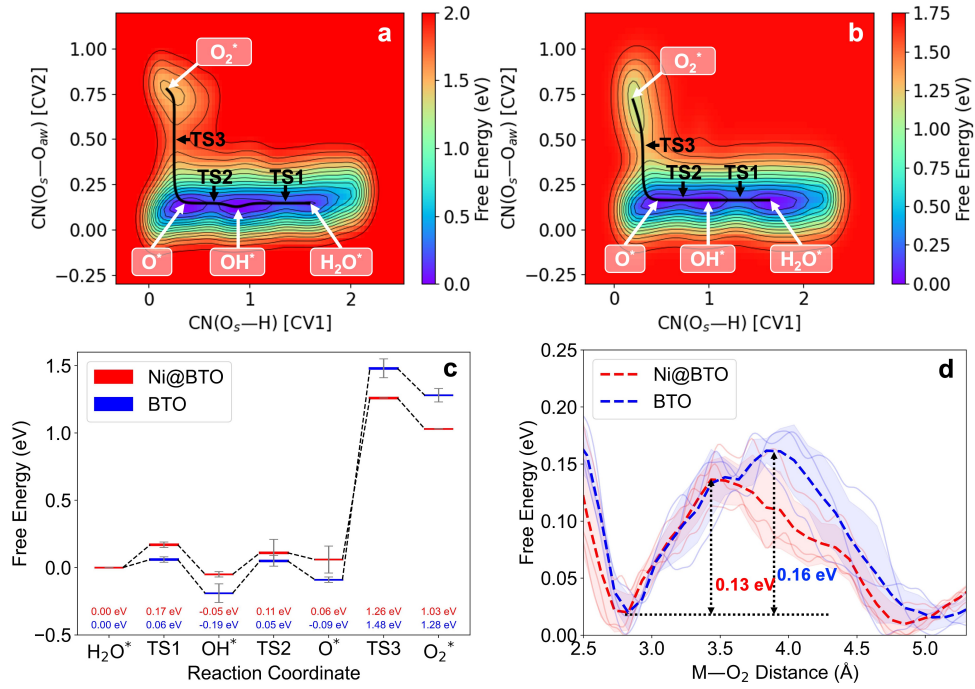 a
O2*
TS3
TS2
TS1
O*
OH*
H2O*
1.00
0.75
0.50
0.25
0.00
−0.25
0
1
2
CN(Os—Oaw) [CV2]
CN(Os—H) [CV1]
2.0
1.5
1.0
0.5
0.0
Free Energy (eV)
b
O2*
TS3
TS2
TS1
O*
OH*
H2O*
1.00
0.75
0.50
0.25
0.00
−0.25
0
1
2
CN(Os—Oaw) [CV2]
CN(Os—H) [CV1]
1.75
1.50
1.25
1.00
0.75
0.50
0.25
0.00
Free Energy (eV)
c
Ni@BTO
BTO
1.5
1.0
0.5
0.0
−0.5
Free Energy (eV)
0.00 eV 0.17 eV -0.05 eV 0.11 eV 0.06 eV 1.26 eV 1.03 eV
0.00 eV 0.06 eV -0.19 eV 0.05 eV -0.09 eV 1.48 eV 1.28 eV
H2O* TS1 OH* TS2 O* TS3 O2*
Reaction Coordinate
d
Ni@BTO
BTO
0.25
0.20
0.15
0.10
0.05
0.00
Free Energy (eV)
0.13 eV
0.16 eV
2.5 3.0 3.5 4.0 4.5 5.0
M—O2 Distance (Å)